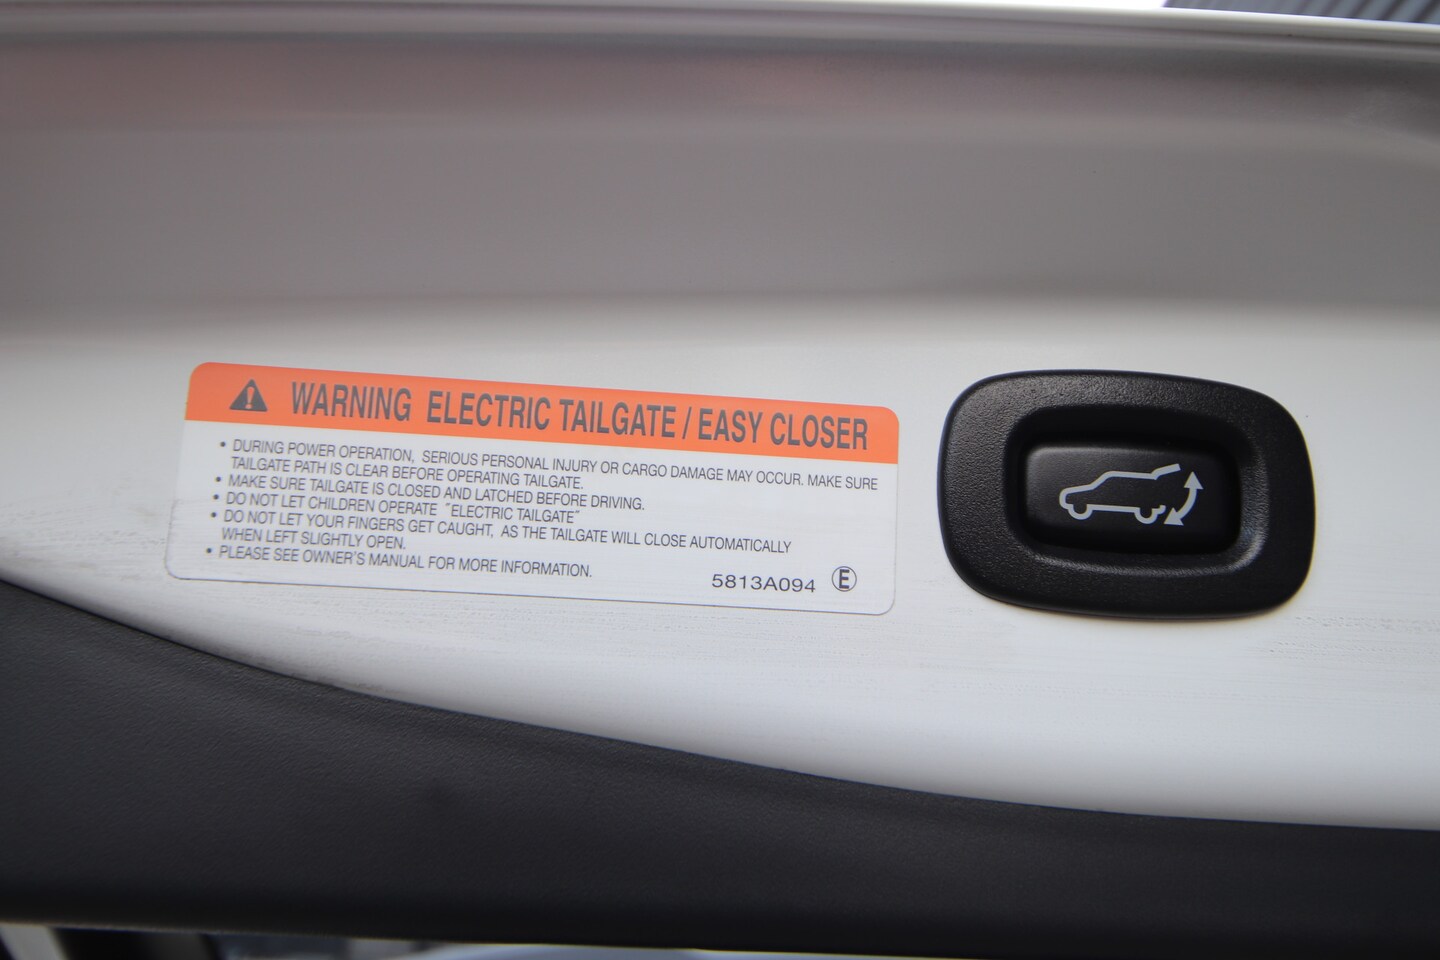 WARNING ELECTRIC TAILGATE / EASY CLOSER
• DURING POWER OPERATION, SERIOUS PERSONAL INJURY OR CARGO DAMAGE MAY OCCUR. MAKE SURE
TAILGATE PATH IS CLEAR BEFORE OPERATING TAILGATE.
• MAKE SURE TAILGATE IS CLOSED AND LATCHED BEFORE DRIVING.
• DO NOT LET CHILDREN OPERATE "ELECTRIC TAILGATE"
• DO NOT LET YOUR FINGERS GET CAUGHT, AS THE TAILGATE WILL CLOSE AUTOMATICALLY
WHEN LEFT SLIGHTLY OPEN.
• PLEASE SEE OWNER'S MANUAL FOR MORE INFORMATION.
5813A094 Ⓔ